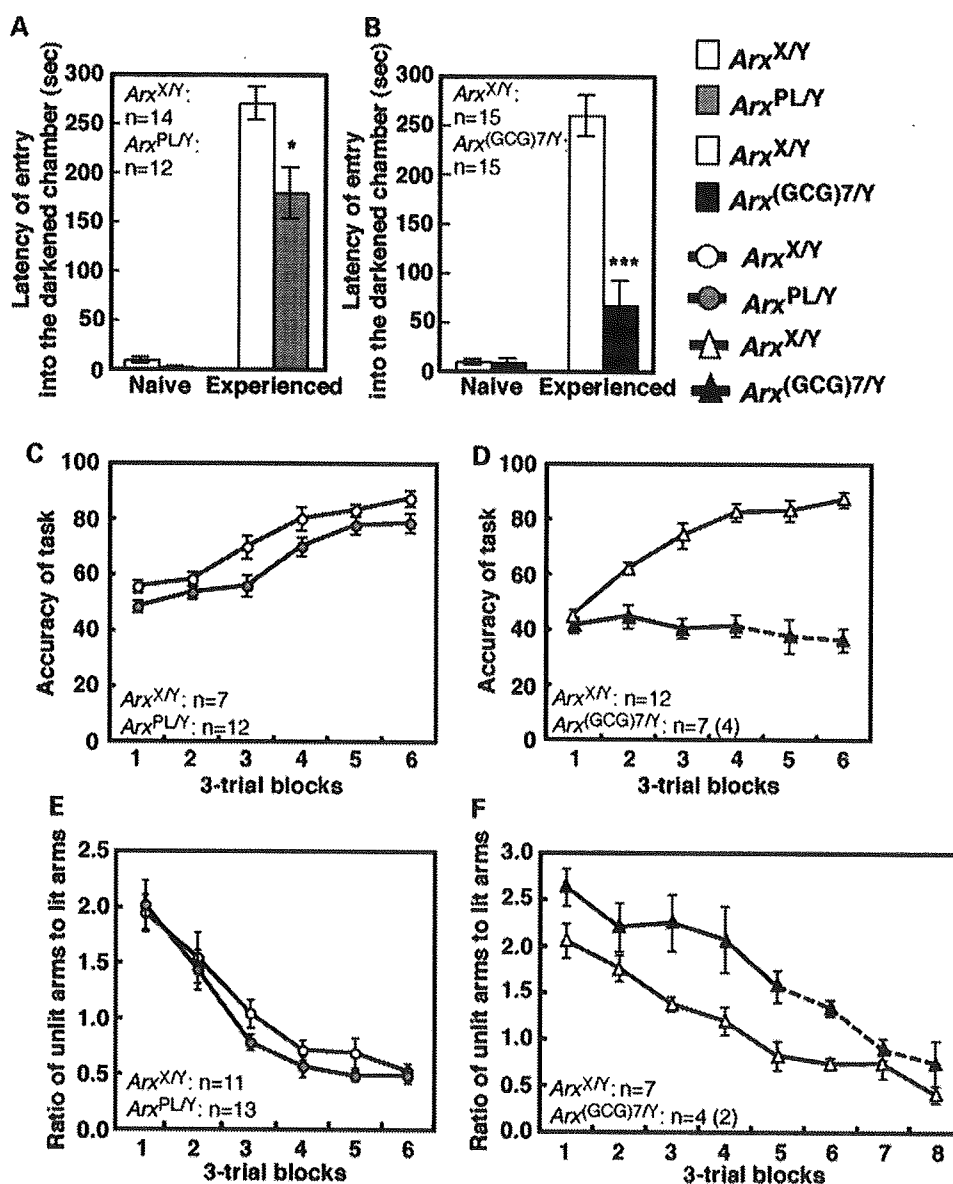 A
Latency of entry
into the darkened chamber (sec)
300
250
200
150
100
50
0
Arx^X/Y:
n=14
Arx^PL/Y:
n=12
*
Naive Experienced
B
Latency of entry
into the darkened chamber (sec)
300
250
200
150
100
50
0
Arx^X/Y:
n=15
Arx^(GCG)7/Y:
n=15
***
Naive Experienced
Arx^X/Y
Arx^PL/Y
Arx^X/Y
Arx^(GCG)7/Y
Arx^X/Y
Arx^PL/Y
Arx^X/Y
Arx^(GCG)7/Y
C
Accuracy of task
100
80
60
40
20
0
Arx^X/Y: n=7
Arx^PL/Y: n=12
1 2 3 4 5 6
3-trial blocks
D
Accuracy of task
100
80
60
40
20
0
Arx^X/Y: n=12
Arx^(GCG)7/Y: n=7 (4)
1 2 3 4 5 6
3-trial blocks
E
Ratio of unlit arms to lit arms
2.5
2.0
1.5
1.0
0.5
0.0
Arx^X/Y: n=11
Arx^PL/Y: n=13
1 2 3 4 5 6
3-trial blocks
F
Ratio of unlit arms to lit arms
3.0
2.5
2.0
1.5
1.0
0.5
0.0
Arx^X/Y: n=7
Arx^(GCG)7/Y: n=4 (2)
1 2 3 4 5 6 7 8
3-trial blocks